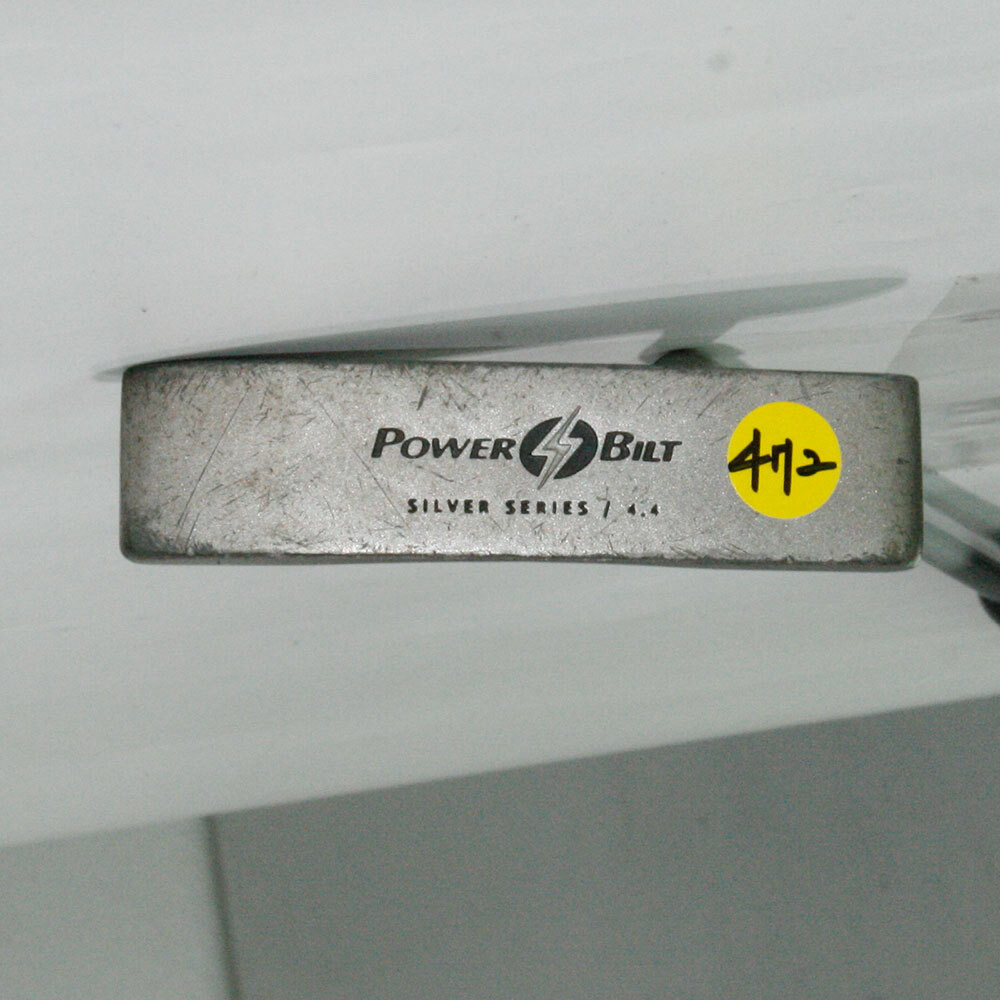 POWER BILT
SILVER SERIES / 4.4
472